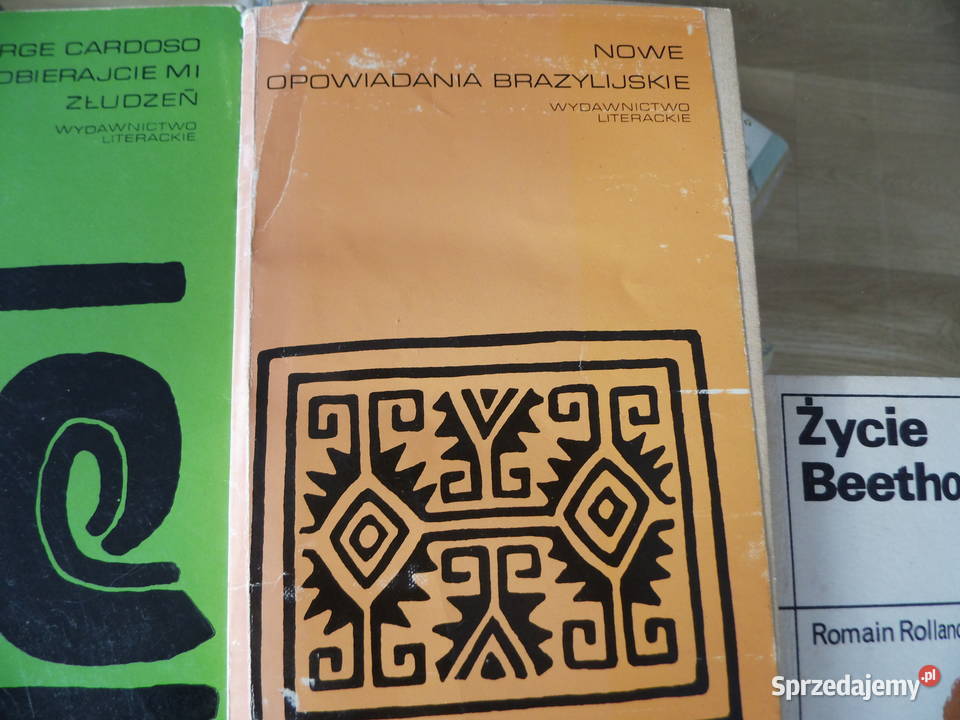 RGE CARDOSO
OBIERAJCIE MI
ZŁUDZEŃ
WYDAWNICTWO
LITERACKIE
NOWE
OPOWIADANIA BRAZYLIJSKIE
WYDAWNICTWO
LITERACKIE
Życie
Beetho
Romain Rolland
Sprzedajemy.pl